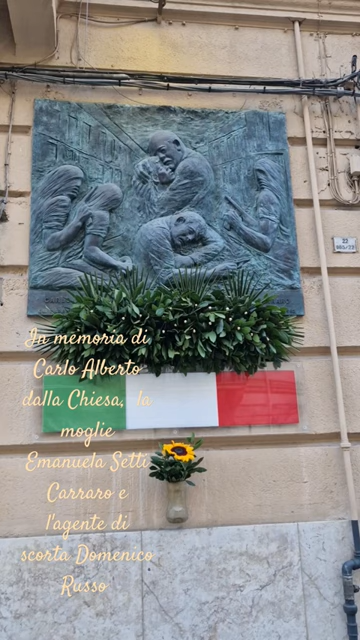 In memoria di
Carlo Alberto
dalla Chiesa, la
moglie
Emanuela Setti
Carraro e
l'agente di
scorta Domenico
Russo